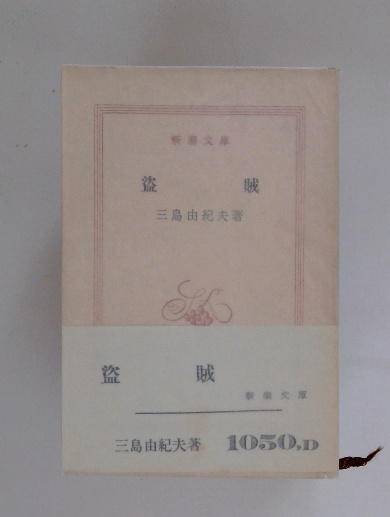 新潮文庫
盗 賊
三島由紀夫著
盗 賊
新潮文庫
三島由紀夫著 1050,D